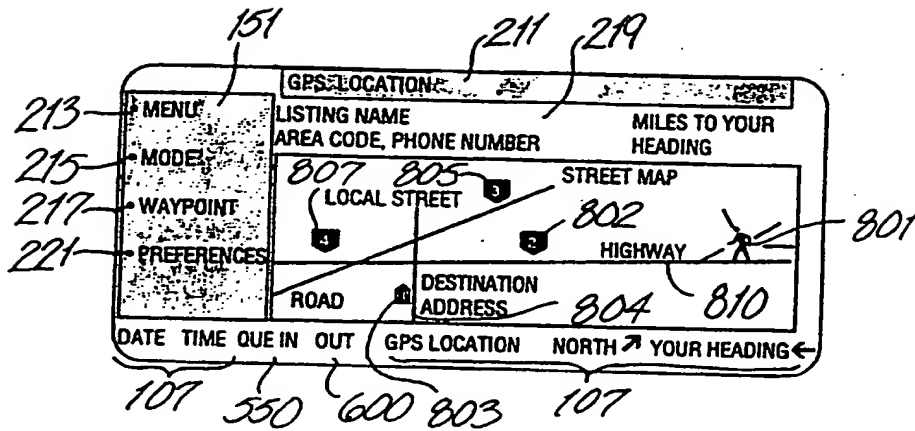 151
211
219
GPS LOCATION
213
MENU
LISTING NAME
AREA CODE, PHONE NUMBER
MILES TO YOUR
HEADING
215
MODE
807
805
3
STREET MAP
LOCAL STREET
802
217
WAYPOINT
4
2
801
HIGHWAY
221
PREFERENCES
DESTINATION
ADDRESS
ROAD
804
810
DATE TIME QUE IN OUT GPS LOCATION NORTH YOUR HEADING
107
550
600
803
107